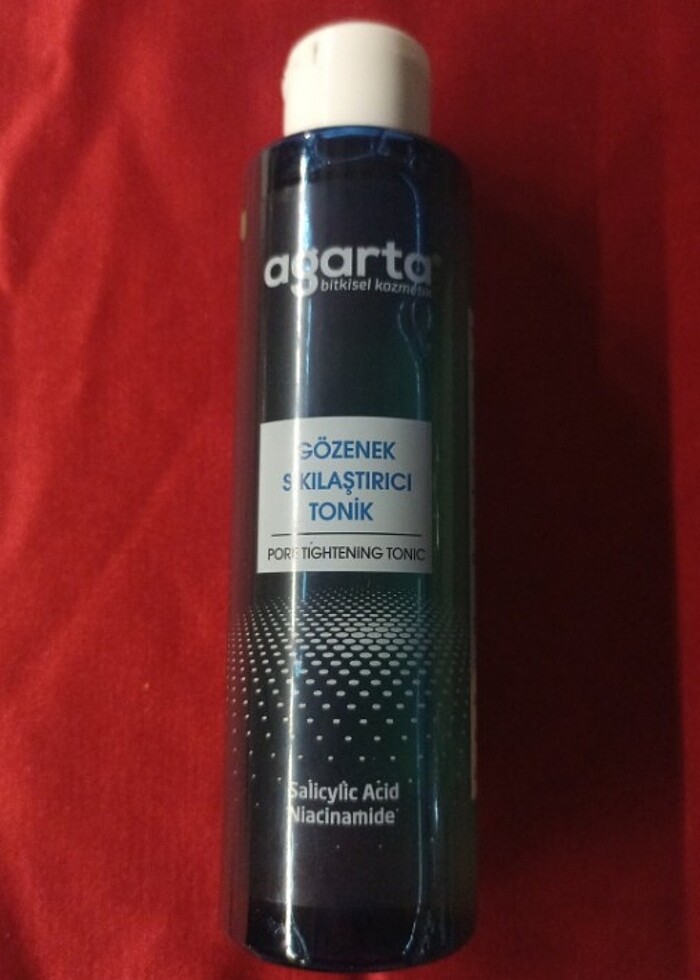 agarta
bitkisel kozmetik
GÖZENEK
SIKILAŞTIRICI
TONİK
PORE TIGHTENING TONIC
Salicylic Acid
Niacinamide